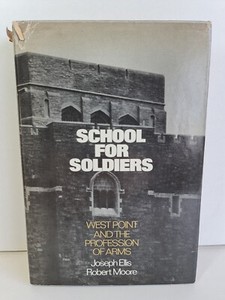 SCHOOL
FOR
SOLDIERS
WEST POINT
AND THE
PROFESSION
OF ARMS
Joseph Ellis
Robert Moore